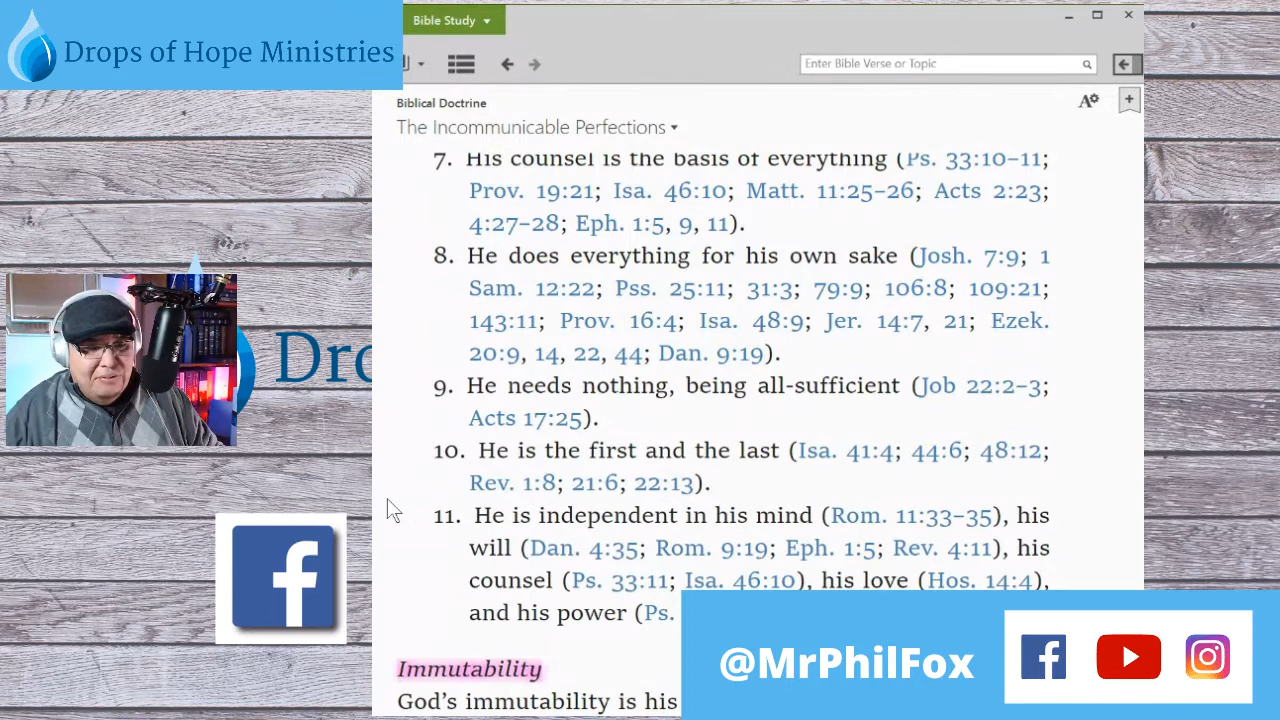 Drops of Hope Ministries
Bible Study
Enter Bible Verse or Topic
Biblical Doctrine
The Incommunicable Perfections
7. His counsel is the basis of everything (Ps. 33:10–11;
Prov. 19:21; Isa. 46:10; Matt. 11:25–26; Acts 2:23;
4:27–28; Eph. 1:5, 9, 11).
8. He does everything for his own sake (Josh. 7:9; 1
Sam. 12:22; Pss. 25:11; 31:3; 79:9; 106:8; 109:21;
143:11; Prov. 16:4; Isa. 48:9; Jer. 14:7, 21; Ezek.
20:9, 14, 22, 44; Dan. 9:19).
9. He needs nothing, being all-sufficient (Job 22:2–3;
Acts 17:25).
10. He is the first and the last (Isa. 41:4; 44:6; 48:12;
Rev. 1:8; 21:6; 22:13).
11. He is independent in his mind (Rom. 11:33–35), his
will (Dan. 4:35; Rom. 9:19; Eph. 1:5; Rev. 4:11), his
counsel (Ps. 33:11; Isa. 46:10), his love (Hos. 14:4),
and his power (Ps.
Immutability
God's immutability is his
Dro
@MrPhilFox